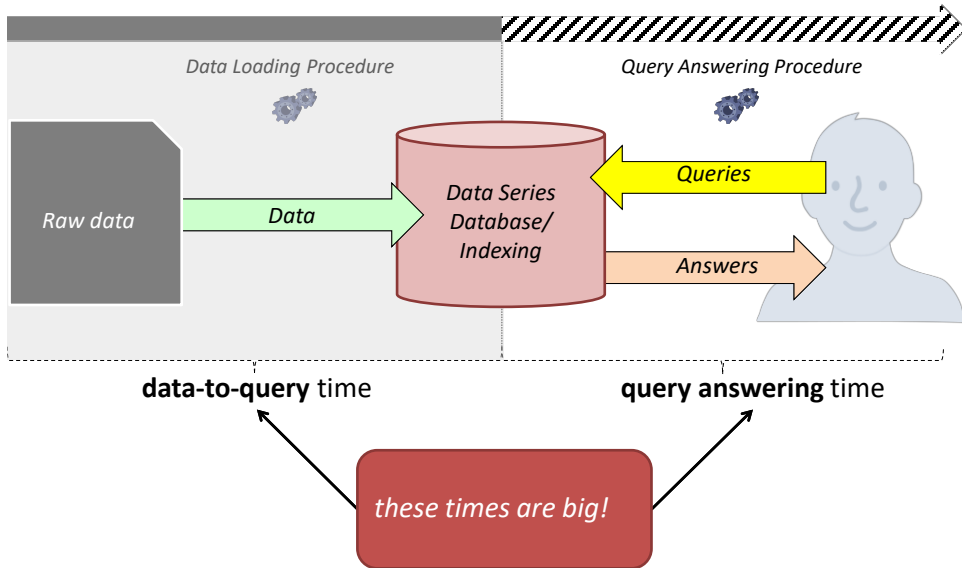 Data Loading Procedure
Query Answering Procedure
Raw data
Data
Data Series
Database/
Indexing
Queries
Answers
data-to-query time
query answering time
these times are big!